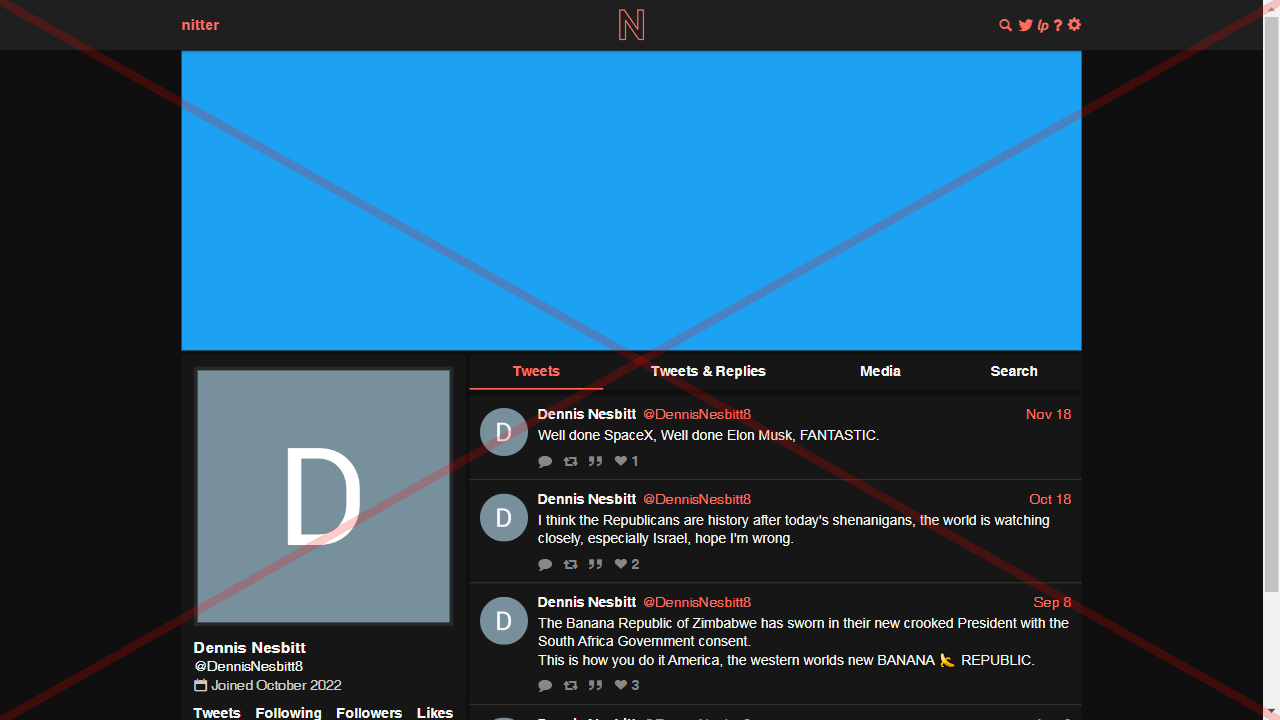 nitter
N
lp ?
D
Tweets Tweets & Replies Media Search
D
Dennis Nesbitt @DennisNesbitt8 Nov 18
Well done SpaceX, Well done Elon Musk, FANTASTIC.
1
D
Dennis Nesbitt @DennisNesbitt8 Oct 18
I think the Republicans are history after today's shenanigans, the world is watching
closely, especially Israel, hope I'm wrong.
2
D
Dennis Nesbitt @DennisNesbitt8 Sep 8
The Banana Republic of Zimbabwe has sworn in their new crooked President with the
South Africa Government consent.
This is how you do it America, the western worlds new BANANA 🍌 REPUBLIC.
3
Dennis Nesbitt
@DennisNesbitt8
Joined October 2022
Tweets Following Followers Likes